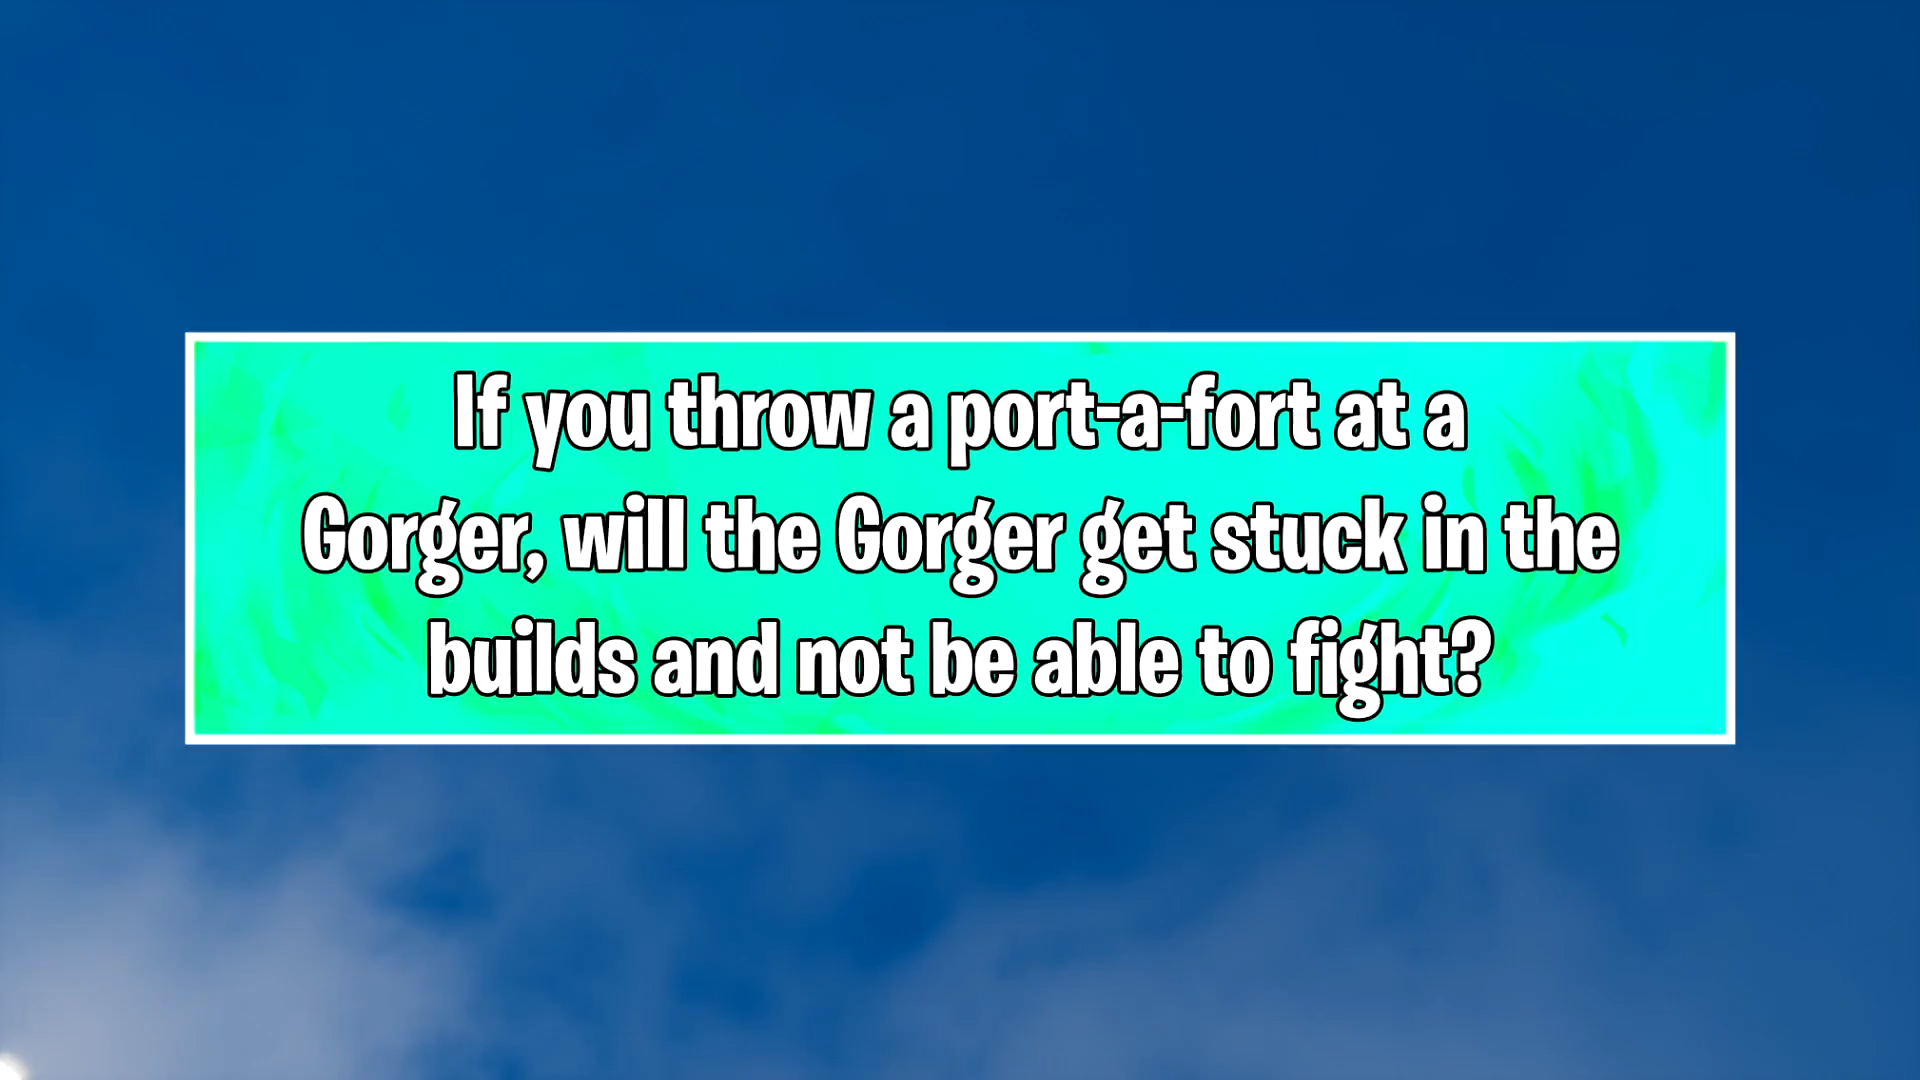 If you throw a port-a-fort at a
Gorger, will the Gorger get stuck in the
builds and not be able to fight?